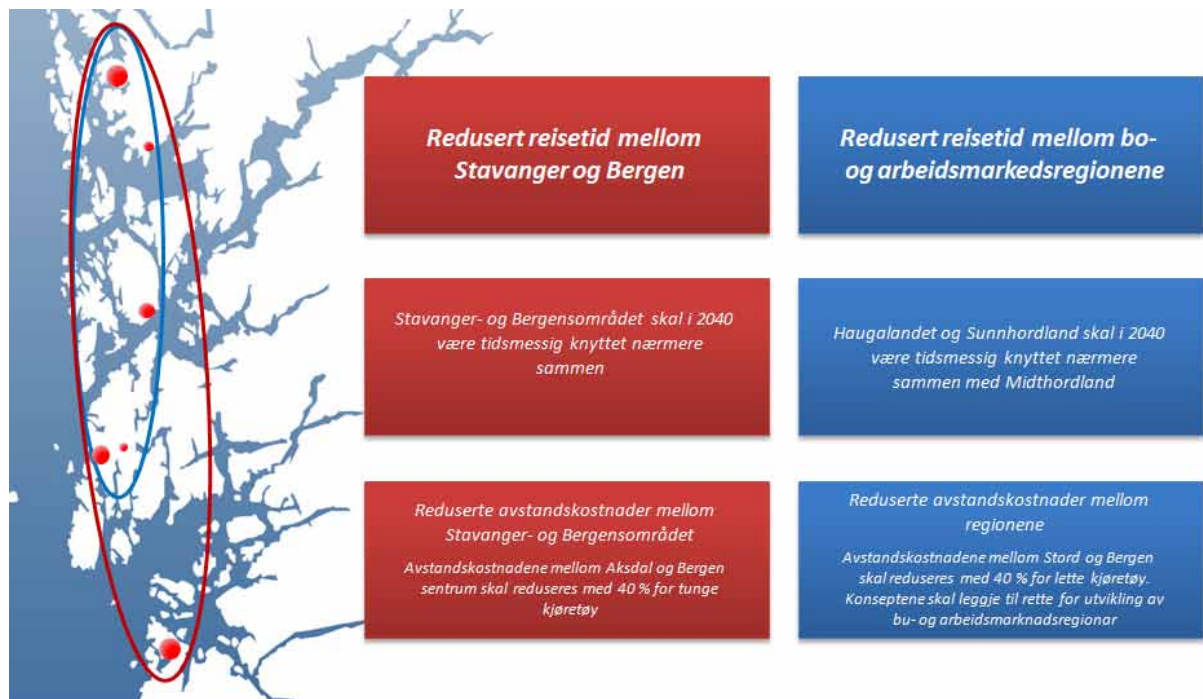 Redusert reisetid mellom
Stavanger og Bergen
Redusert reisetid mellom bo-
og arbeidsmarkedsregionene
Stavanger- og Bergensområdet skal i 2040
være tidsmessig knyttet nærmere
sammen
Haugalandet og Sunnhordland skal i 2040
være tidsmessig knyttet nærmere
sammen med Midthordland
Reduserte avstandskostnader mellom
Stavanger- og Bergensområdet
Avstandskostnadene mellom Aksdal og Bergen
sentrum skal reduseres med 40 % for tunge
kjøretøy
Reduserte avstandskostnader mellom
regionene
Avstandskostnadene mellom Stord og Bergen
skal reduseres med 40 % for lette kjøretøy.
Konseptene skal leggje til rette for utvikling av
bu- og arbeidsmarknadsregionar